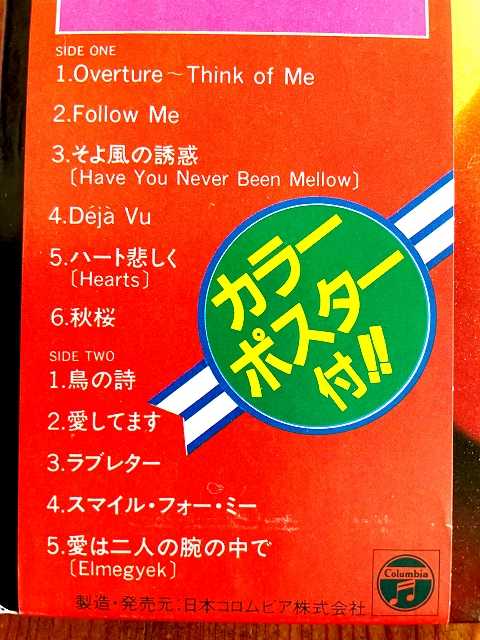 SIDE ONE
1.Overture～Think of Me
2.Follow Me
3.そよ風の誘惑
〔Have You Never Been Mellow〕
4.Déjà Vu
5.ハート悲しく
〔Hearts〕
6.秋桜
SIDE TWO
1.鳥の詩
2.愛してます
3.ラブレター
4.スマイル・フォー・ミー
5.愛は二人の腕の中で
〔Elmegyek〕
カラー
ポスター
付!!
Columbia
製造・発売元:日本コロムビア株式会社